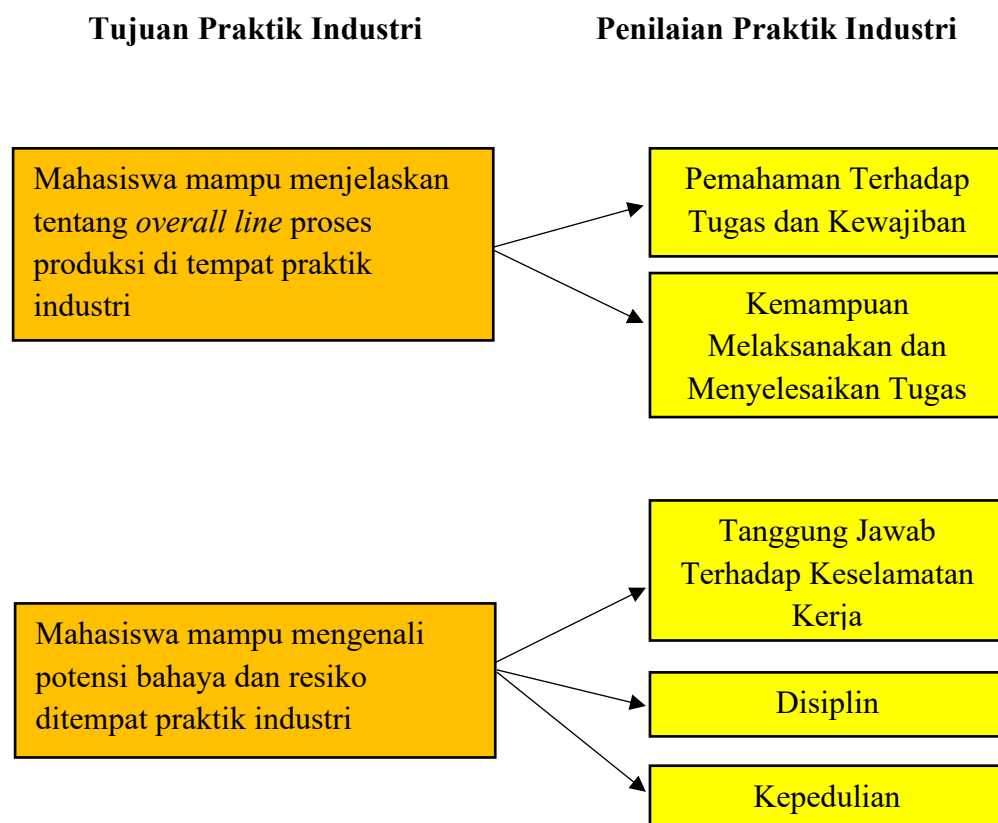 Tujuan Praktik Industri
Penilaian Praktik Industri
Mahasiswa mampu menjelaskan
tentang overall line proses
produksi di tempat praktik
industri
Pemahaman Terhadap
Tugas dan Kewajiban
Kemampuan
Melaksanakan dan
Menyelesaikan Tugas
Mahasiswa mampu mengenali
potensi bahaya dan resiko
ditempat praktik industri
Tanggung Jawab
Terhadap Keselamatan
Kerja
Disiplin
Kepedulian